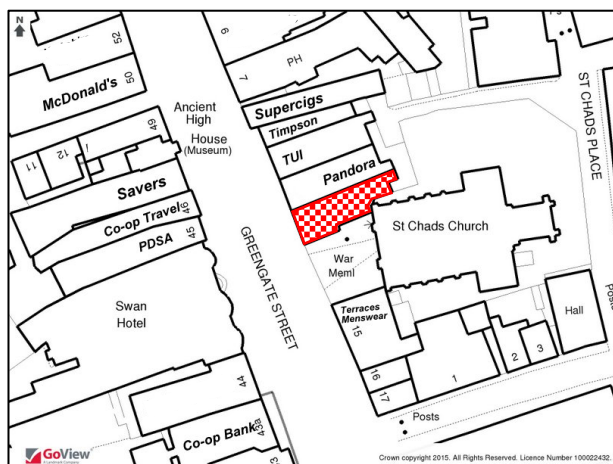 N
52
50
McDonald's
9
7
PH
Supercigs
Timpson
TUI
Pandora
Ancient High
House
(Museum)
49
11
12
Savers
46
Co-op Travel
45
PDSA
Swan
Hotel
GREENGATE STREET
ST CHADS PLACE
St Chads Church
War
Meml
Terraces
Menswear
15
16
17
1
2
3
Hall
Posts
Posts
44
43a
Co-op Bank
GoView
Crown copyright 2015. All Rights Reserved. Licence Number 100022432.